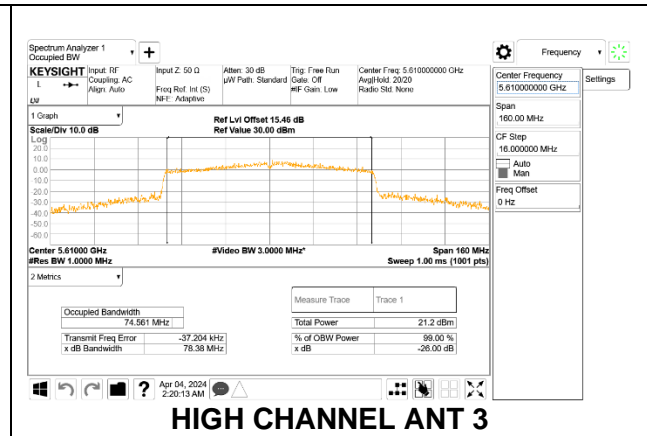 Spectrum Analyzer 1
Occupied BW
+
Frequency
KEYSIGHT
Input: RF
Coupling: AC
Align: Auto
Input Z: 50 Ω
Freq Ref: Int (S)
NFE: Adaptive
Atten: 30 dB
µW Path: Standard
Trig: Free Run
Gate: Off
#IF Gain: Low
Center Freq: 5.610000000 GHz
Avg|Hold: 20/20
Radio Std: None
Center Frequency
5.610000000 GHz
Settings
Span
160.00 MHz
CF Step
16.000000 MHz
Auto
Man
Freq Offset
0 Hz
1 Graph
Scale/Div 10.0 dB
Ref Lvl Offset 15.46 dB
Ref Value 30.00 dBm
Log
20.0
10.0
0.00
-10.0
-20.0
-30.0
-40.0
-50.0
-60.0
Center 5.61000 GHz
#Video BW 3.0000 MHz*
Span 160 MHz
#Res BW 1.0000 MHz
Sweep 1.00 ms (1001 pts)
2 Metrics
Measure Trace
Trace 1
Occupied Bandwidth
74.561 MHz
Total Power
21.2 dBm
Transmit Freq Error
-37.204 kHz
% of OBW Power
99.00 %
x dB Bandwidth
78.38 MHz
x dB
-26.00 dB
?
Apr 04, 2024
2:20:13 AM
HIGH CHANNEL ANT 3